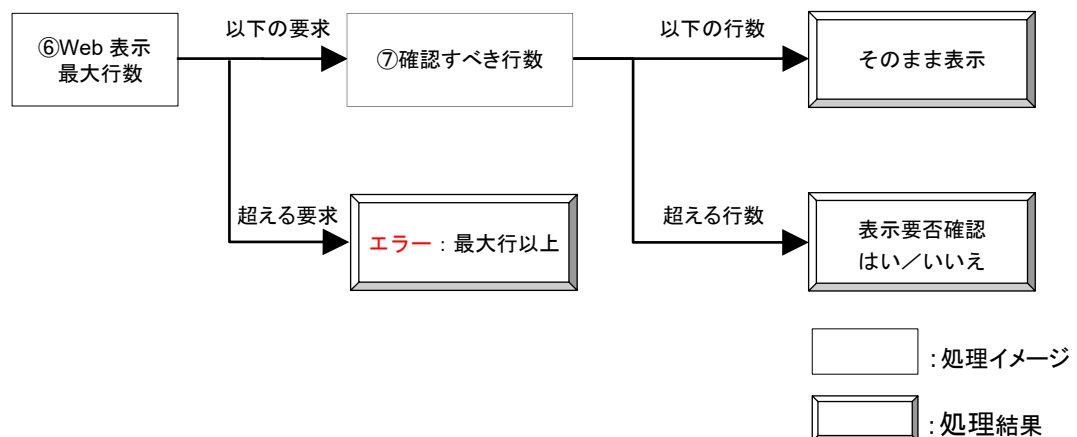 以下の要求
以下の行数
⑥Web 表示
最大行数
⑦確認すべき行数
そのまま表示
超える要求
超える行数
エラー：最大行以上
表示要否確認
はい／いいえ
：処理イメージ
：処理結果